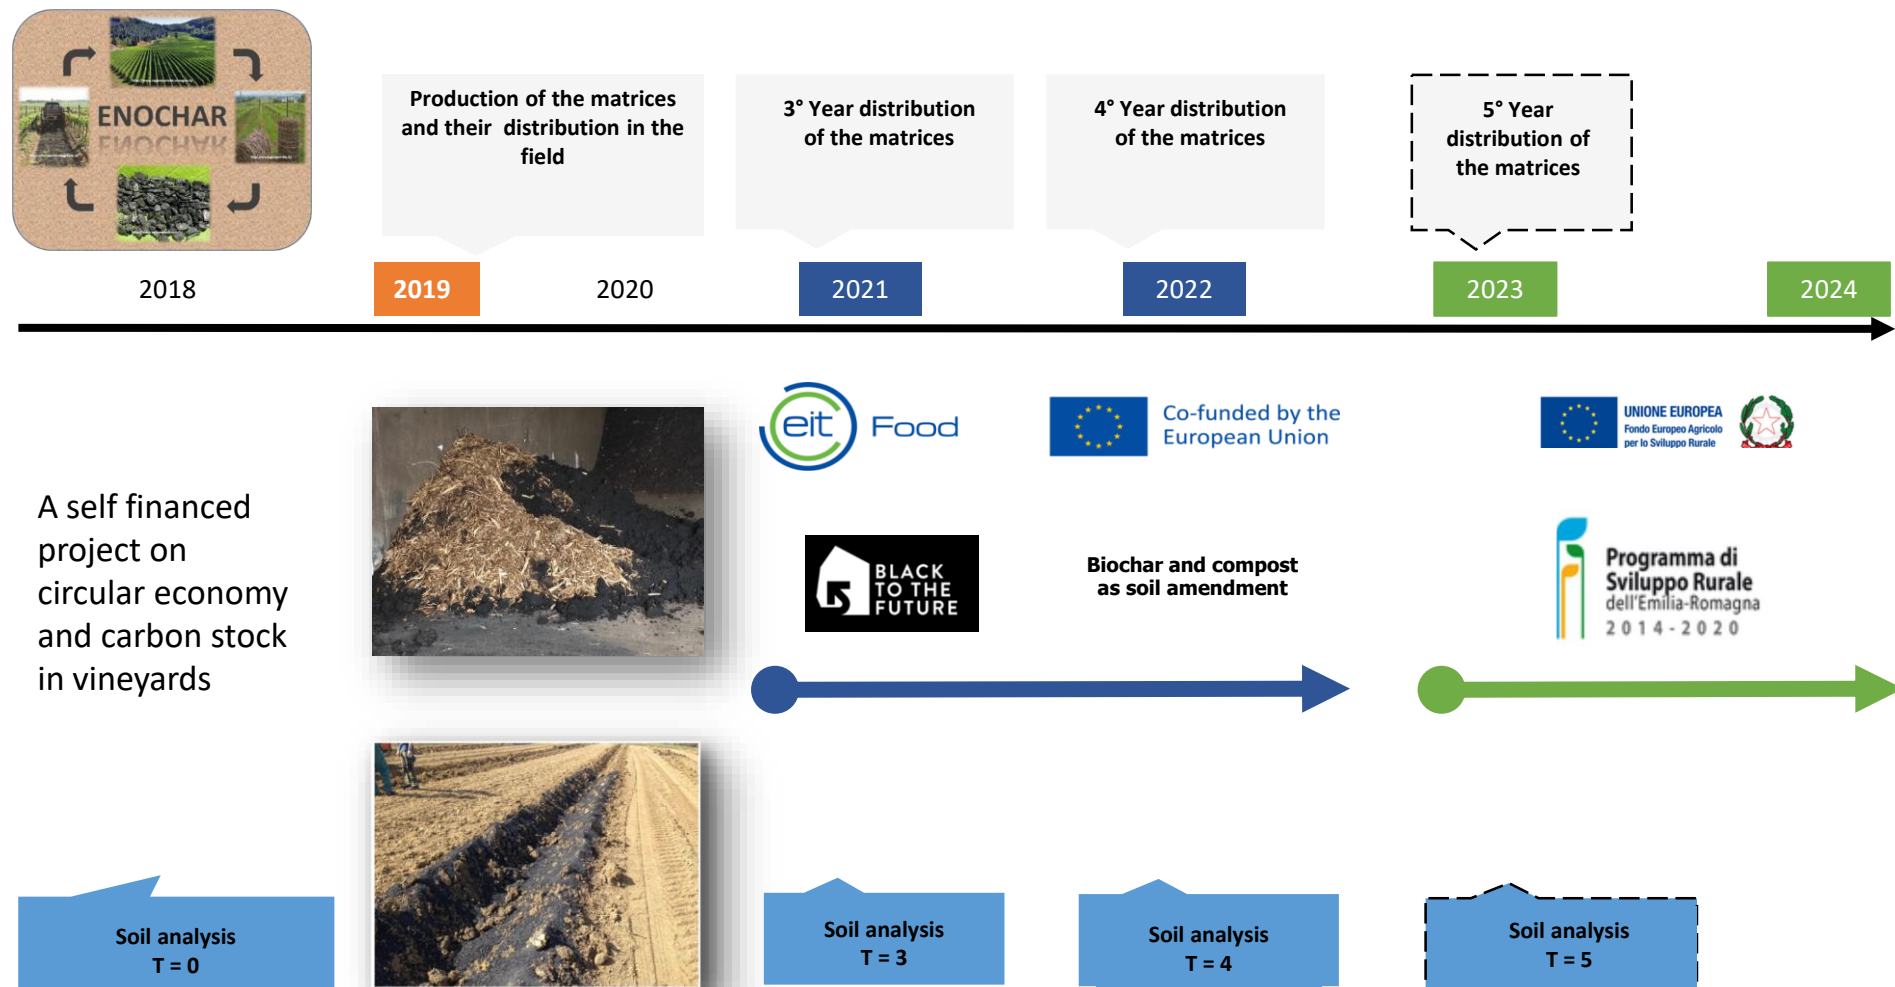 ENOCHAR
Production of the matrices
and their distribution in the
field
3° Year distribution
of the matrices
4° Year distribution
of the matrices
5° Year
distribution of
the matrices
2018
2019
2020
2021
2022
2023
2024
A self financed
project on
circular economy
and carbon stock
in vineyards
eit Food
Co-funded by the
European Union
UNIONE EUROPEA
Fondo Europeo Agricolo
per lo Sviluppo Rurale
BLACK
TO THE
FUTURE
Biochar and compost
as soil amendment
Programma di
Sviluppo Rurale
dell'Emilia-Romagna
2014-2020
Soil analysis
T = 0
Soil analysis
T = 3
Soil analysis
T = 4
Soil analysis
T = 5